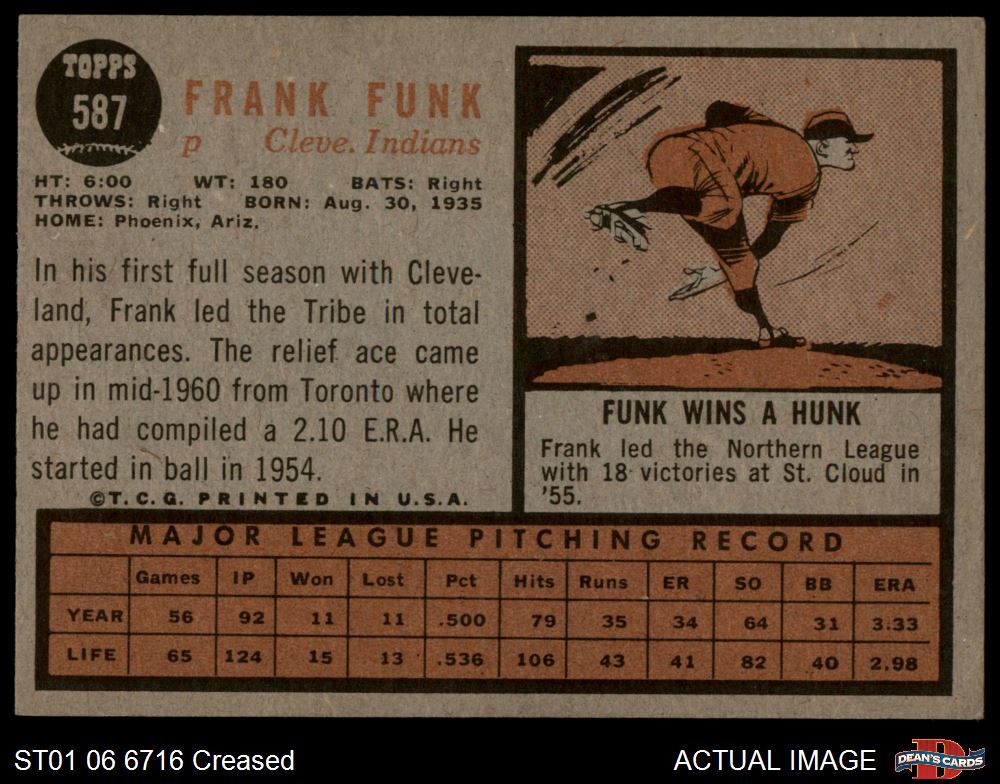 TOPPS
587
FRANK FUNK
p Cleve. Indians
HT: 6:00 WT: 180 BATS: Right
THROWS: Right BORN: Aug. 30, 1935
HOME: Phoenix, Ariz.
In his first full season with Cleve-
land, Frank led the Tribe in total
appearances. The relief ace came
up in mid-1960 from Toronto where
he had compiled a 2.10 E.R.A. He
started in ball in 1954.
©T.C.G. PRINTED IN U.S.A.
FUNK WINS A HUNK
Frank led the Northern League
with 18 victories at St. Cloud in
'55.
MAJOR LEAGUE PITCHING RECORD
Games IP Won Lost Pct Hits Runs ER SO BB ERA
YEAR 56 92 11 11 .500 79 35 34 64 31 3.33
LIFE 65 124 15 13 .536 106 43 41 82 40 2.98
ST01 06 6716 Creased
ACTUAL IMAGE
D
DEAN'S CARDS